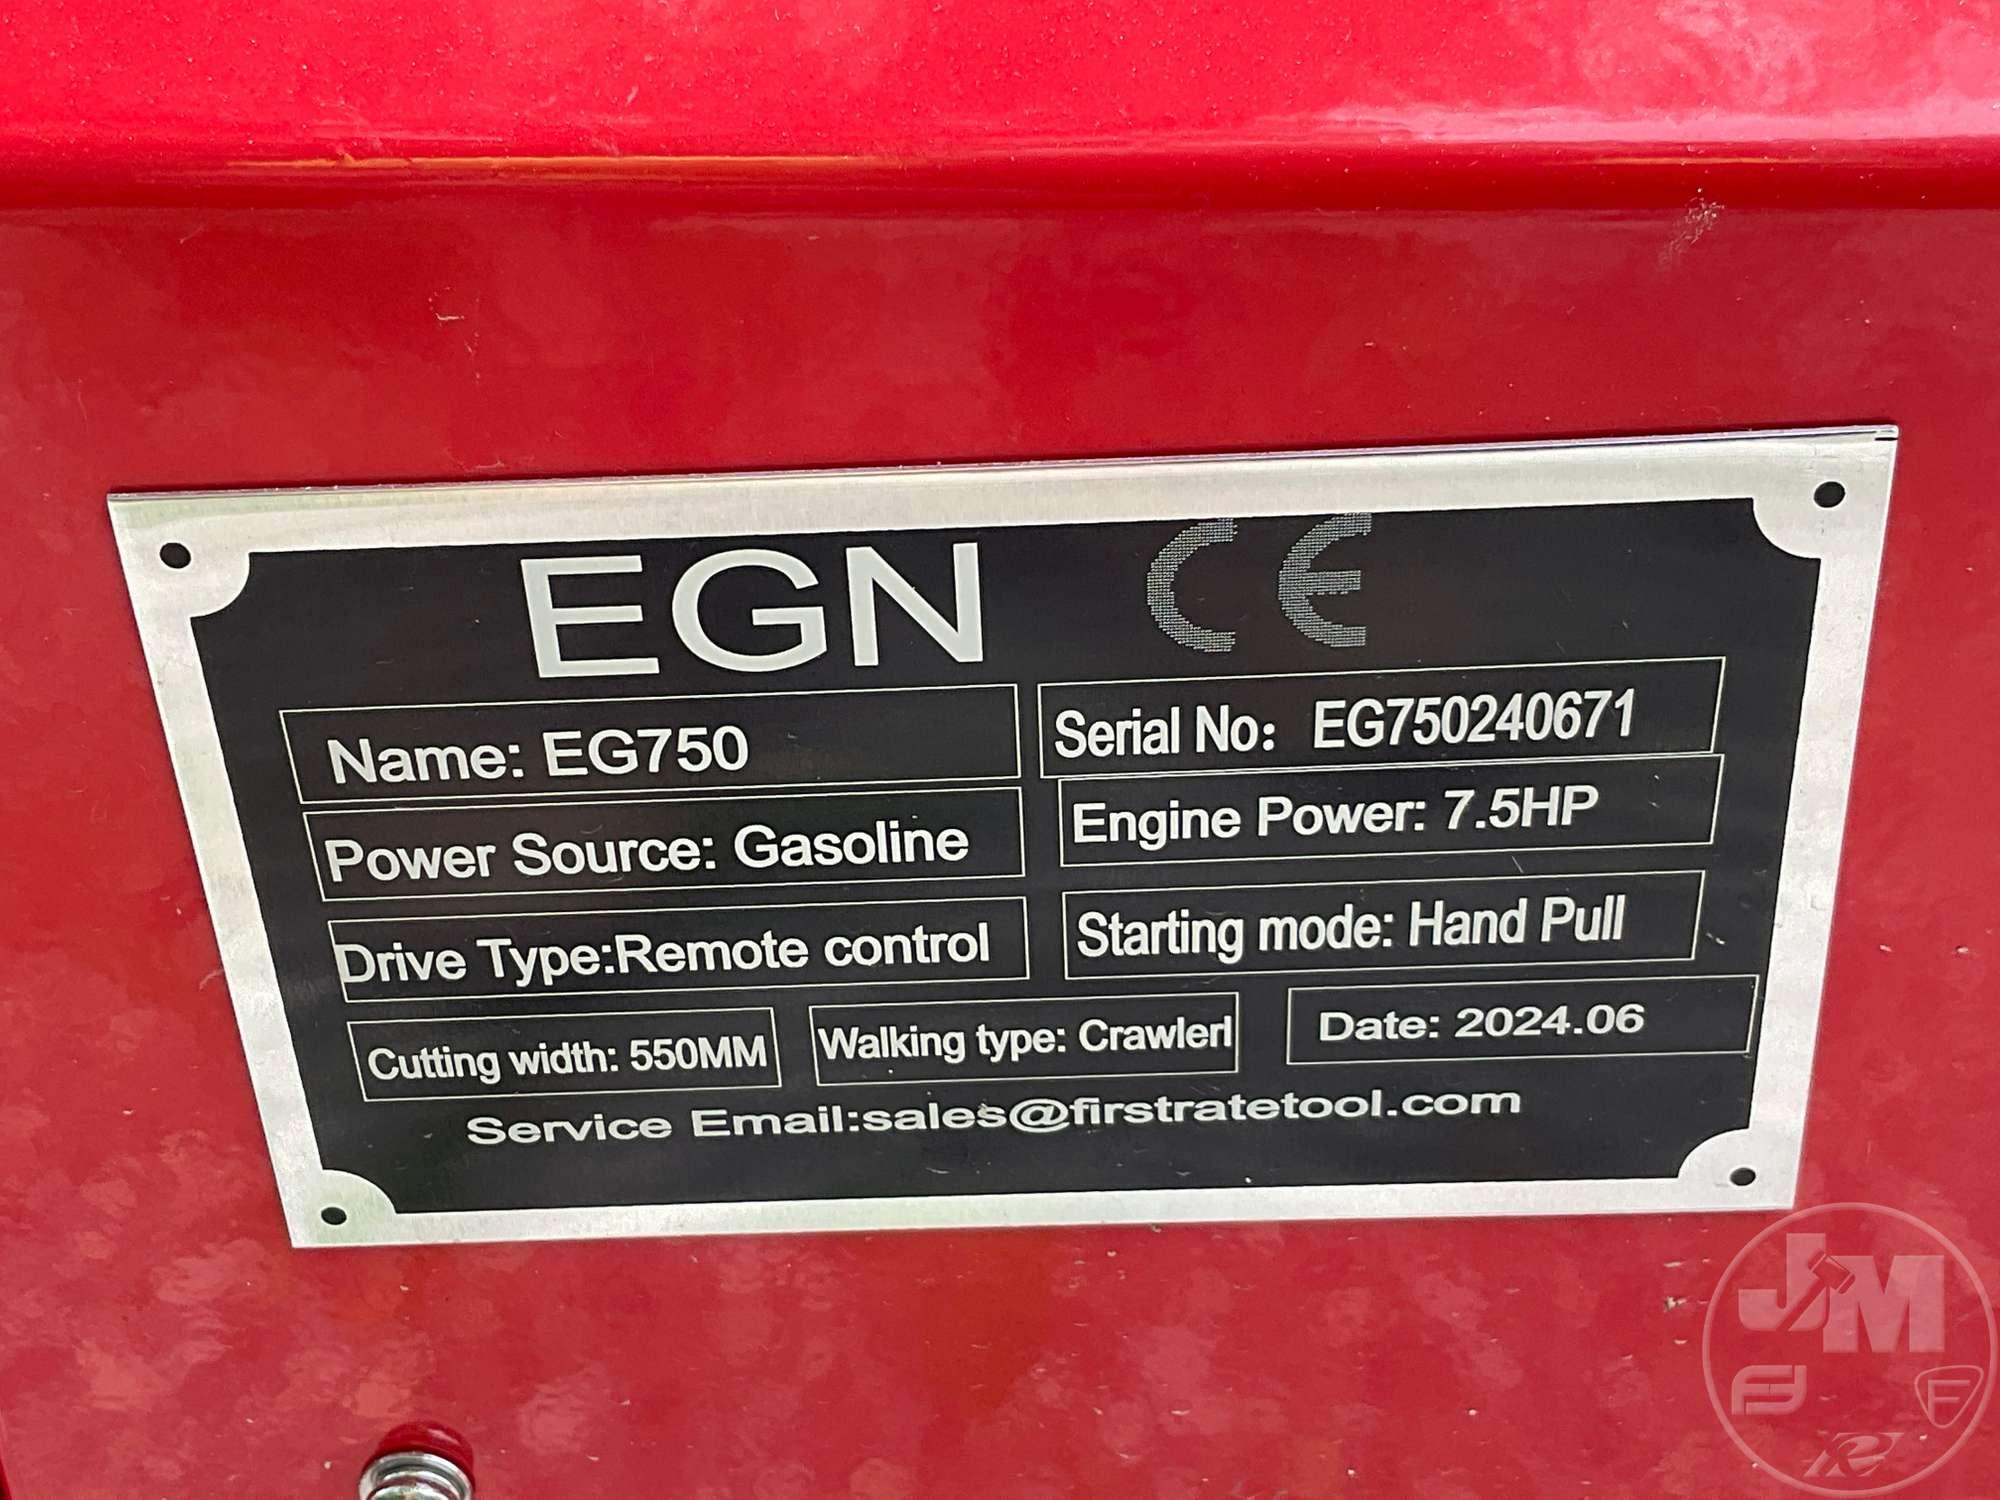 EGN CE
Name: EG750
Serial No: EG750240671
Power Source: Gasoline
Engine Power: 7.5HP
Drive Type:Remote control
Starting mode: Hand Pull
Cutting width: 550MM
Walking type: Crawlerl
Date: 2024.06
Service Email:sales@firstratetool.com
JM
F